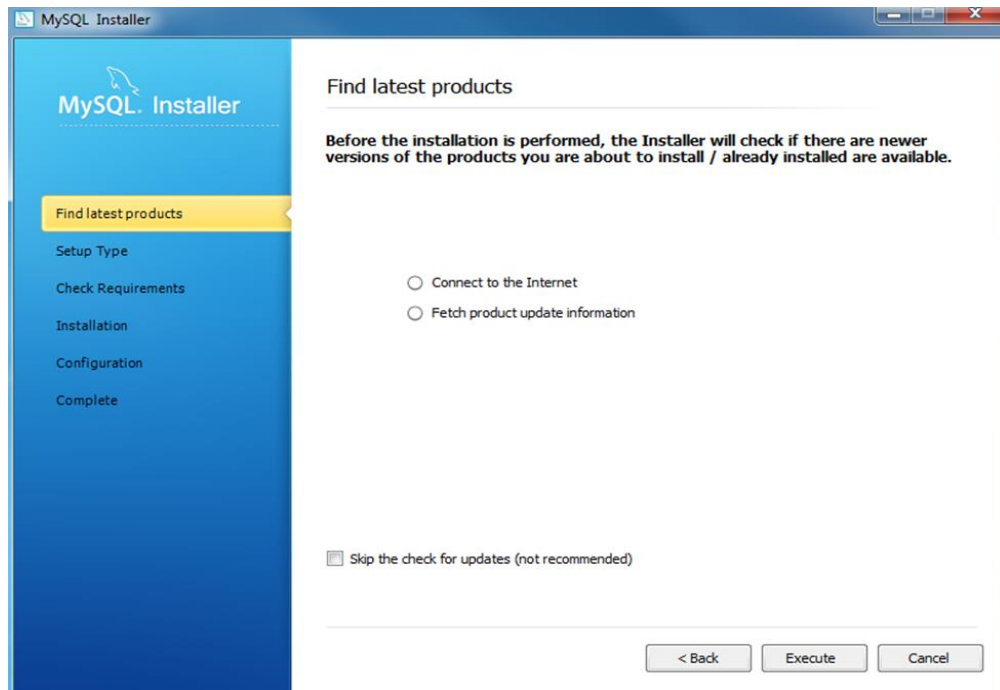 MySQL Installer
MySQL. Installer
Find latest products
Setup Type
Check Requirements
Installation
Configuration
Complete
Find latest products
Before the installation is performed, the Installer will check if there are newer
versions of the products you are about to install / already installed are available.
Connect to the Internet
Fetch product update information
Skip the check for updates (not recommended)
< Back
Execute
Cancel